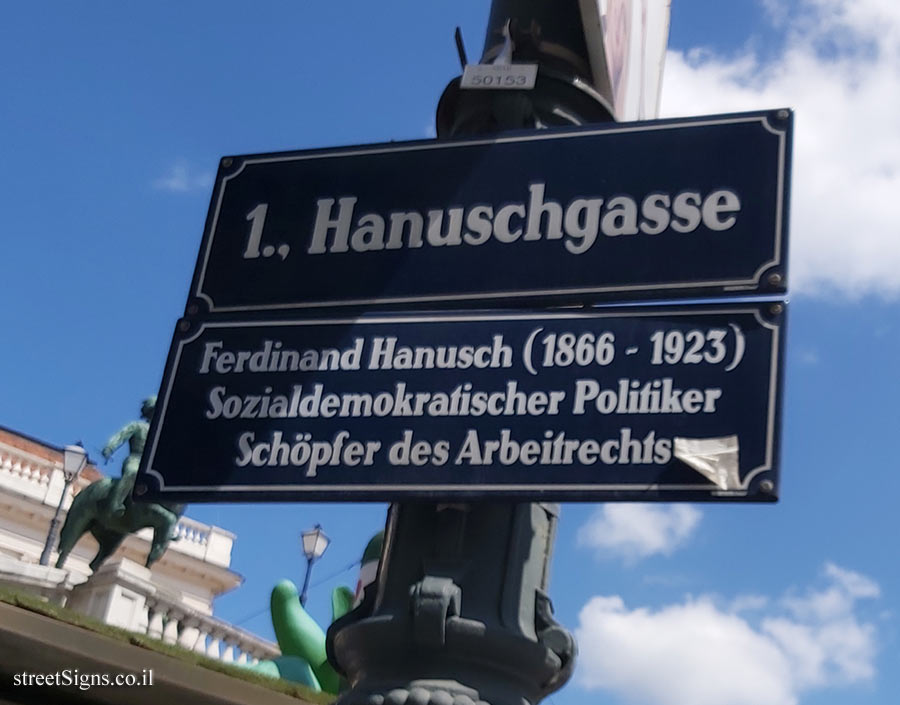 50153
1., Hanuschgasse
Ferdinand Hanusch (1866 - 1923)
Sozialdemokratischer Politiker
Schöpfer des Arbeitrechts
streetSigns.co.il